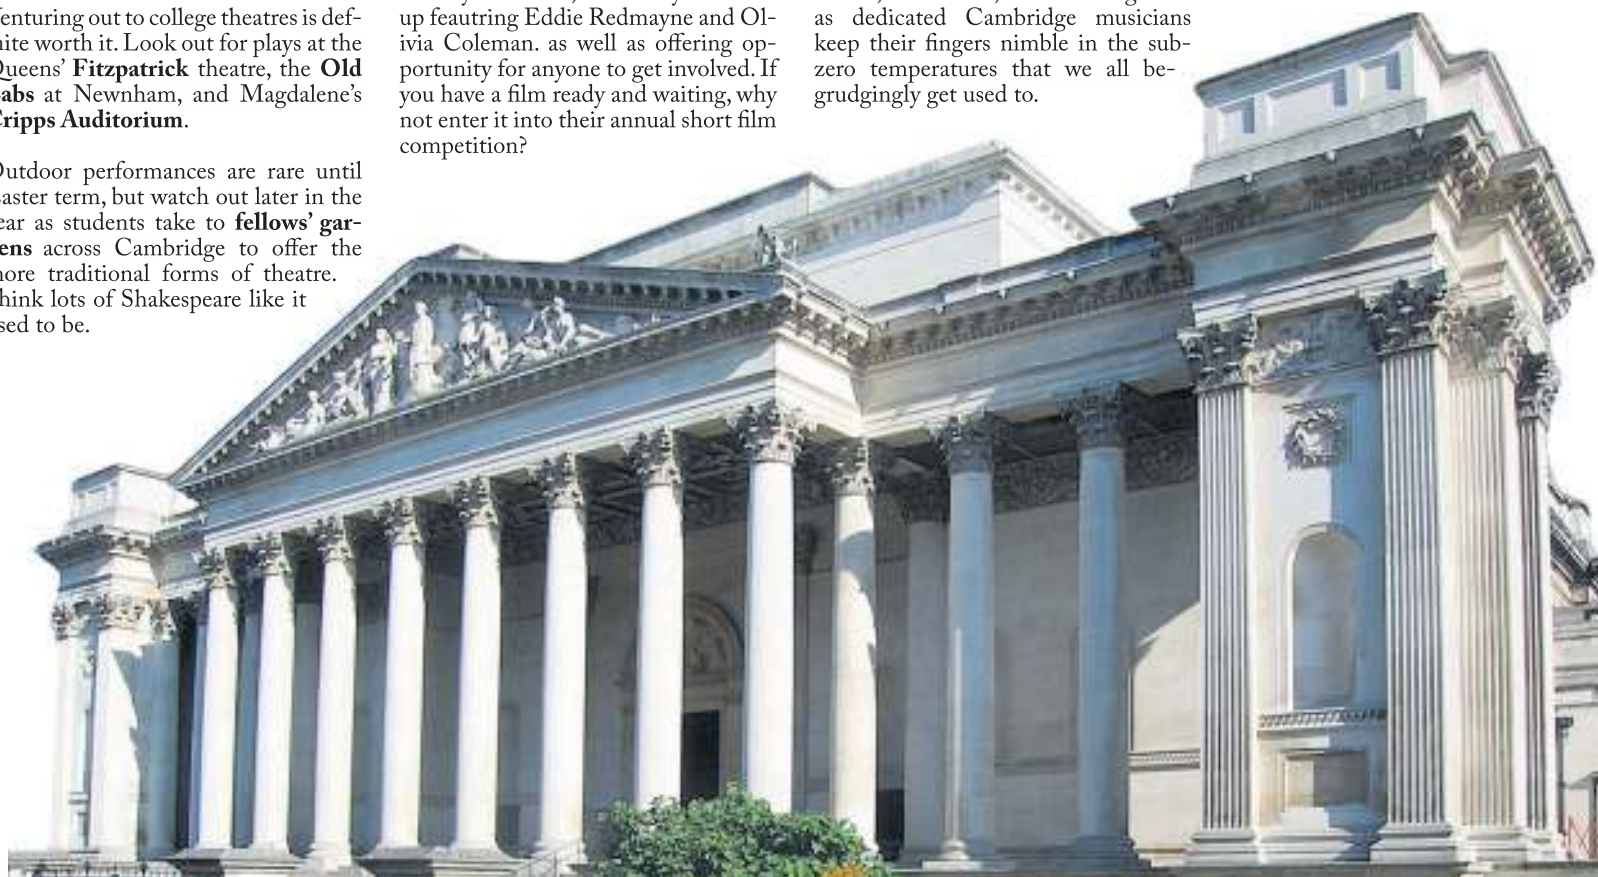 enturing out to college theatres is def-
nite worth it. Look out for plays at the
Queens’ Fitzpatrick theatre, the Old
abs at Newnham, and Magdalene’s
Cripps Auditorium.
Outdoor performances are rare until
aster term, but watch out later in the
ear as students take to fellows’ gar-
ens across Cambridge to offer the
more traditional forms of theatre.
hink lots of Shakespeare like it
sed to be.
up feautring Eddie Redmayne and Ol-
ivia Coleman. as well as offering op-
portunity for anyone to get involved. If
you have a film ready and waiting, why
not enter it into their annual short film
competition?
as dedicated Cambridge musicians
keep their fingers nimble in the sub-
zero temperatures that we all be-
grudgingly get used to.